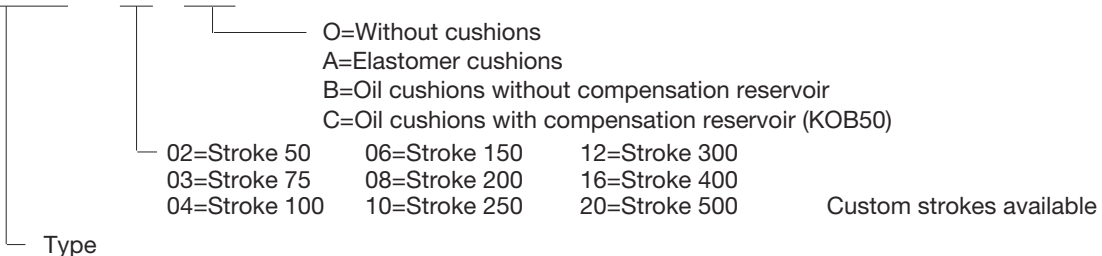 O=Without cushions
A=Elastomer cushions
B=Oil cushions without compensation reservoir
C=Oil cushions with compensation reservoir (KOB50)
02=Stroke 50 06=Stroke 150 12=Stroke 300
03=Stroke 75 08=Stroke 200 16=Stroke 400
04=Stroke 100 10=Stroke 250 20=Stroke 500 Custom strokes available
Type